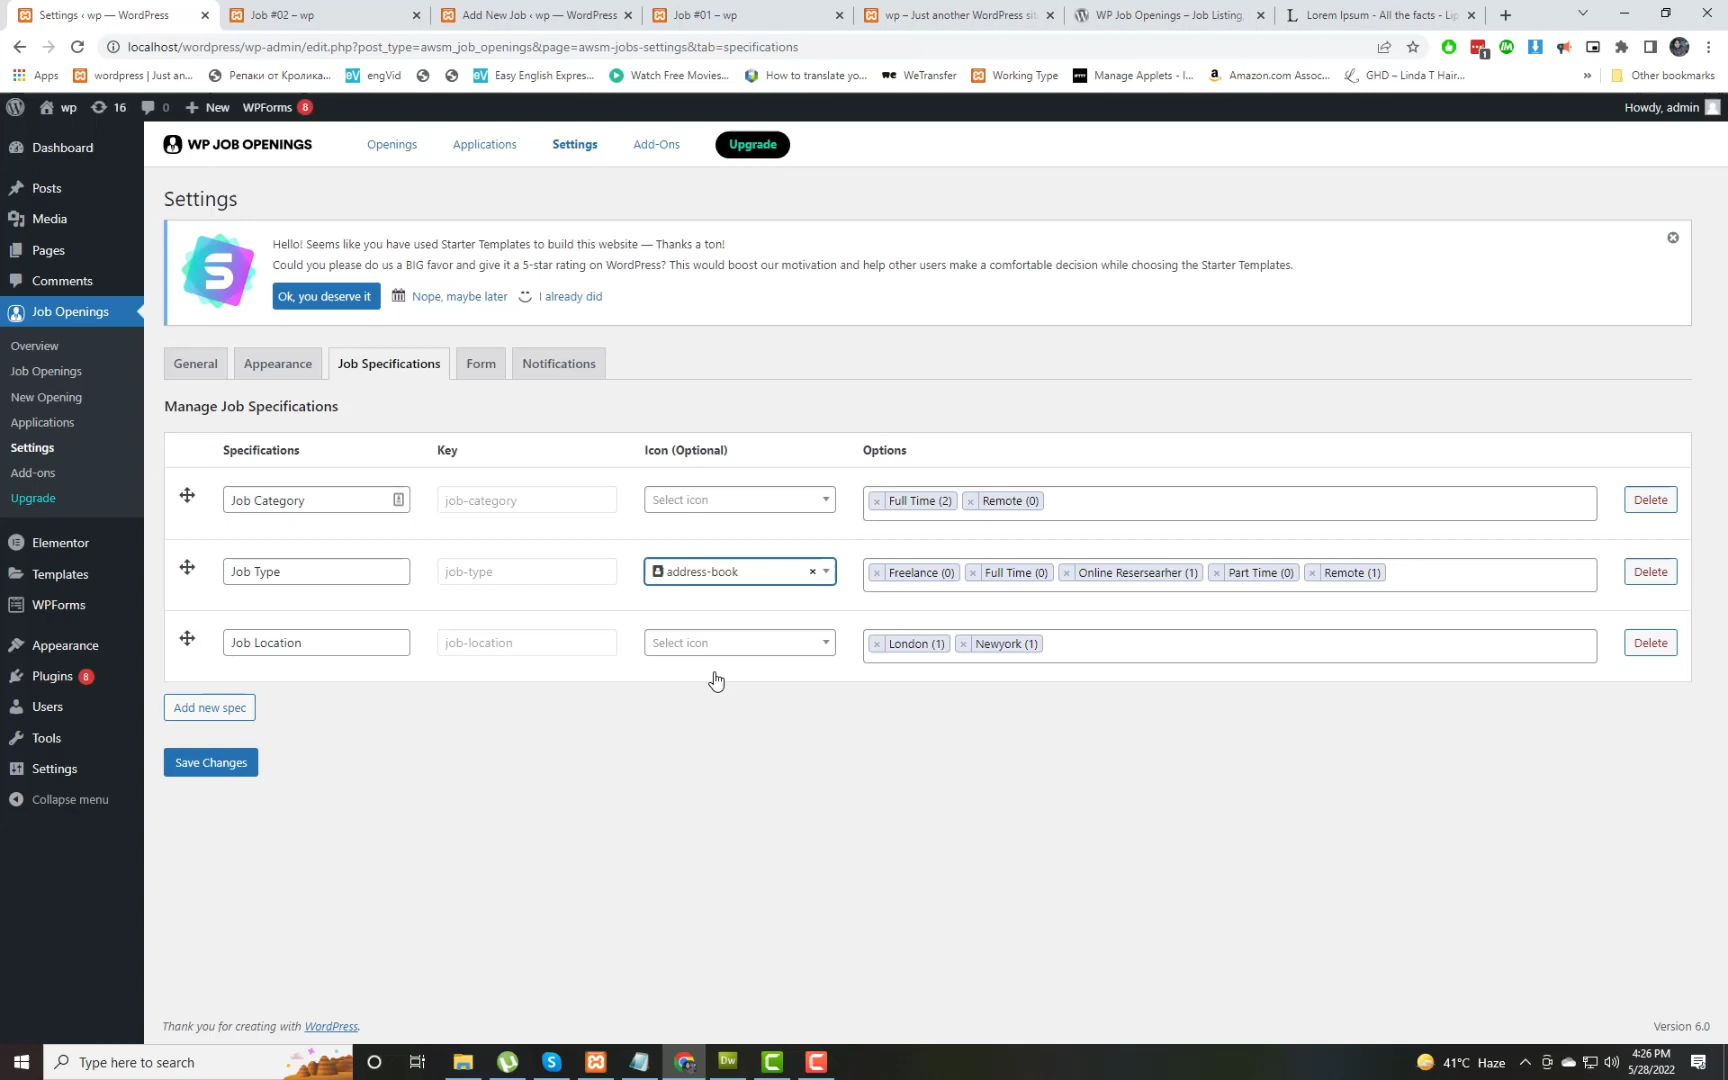 Settings ‹ wp — WordPress
Job #02 – wp
Add New Job ‹ wp — WordPress
Job #01 – wp
wp – Just another WordPress sit
WP Job Openings – Job Listing,
Lorem Ipsum - All the facts - Lip
localhost/wordpress/wp-admin/edit.php?post_type=awsm_job_openings&page=awsm-jobs-settings&tab=specifications
Apps
wordpress | Just an...
Репаки от Кролика...
engVid
Easy English Expres...
Watch Free Movies...
How to translate yo...
WeTransfer
Working Type
Manage Applets - I...
Amazon.com Assoc...
GHD – Linda T Hair...
»
Other bookmarks
wp
16
0
New
WPForms 8
Howdy, admin
Dashboard
Posts
Media
Pages
Comments
Job Openings
Overview
Job Openings
New Opening
Applications
Settings
Add-ons
Upgrade
Elementor
Templates
WPForms
Appearance
Plugins 8
Users
Tools
Settings
Collapse menu
WP JOB OPENINGS
Openings
Applications
Settings
Add-Ons
Upgrade
Settings
Hello! Seems like you have used Starter Templates to build this website — Thanks a ton!
Could you please do us a BIG favor and give it a 5-star rating on WordPress? This would boost our motivation and help other users make a comfortable decision while choosing the Starter Templates.
Ok, you deserve it
Nope, maybe later
I already did
General
Appearance
Job Specifications
Form
Notifications
Manage Job Specifications
Specifications
Key
Icon (Optional)
Options
Job Category
job-category
Select icon
× Full Time (2)
× Remote (0)
Delete
Job Type
job-type
address-book ×
× Freelance (0)
× Full Time (0)
× Online Resersearher (1)
× Part Time (0)
× Remote (1)
Delete
Job Location
job-location
Select icon
× London (1)
× Newyork (1)
Delete
Add new spec
Save Changes
Thank you for creating with WordPress.
Version 6.0
Type here to search
Dw
41°C Haze
4:26 PM
5/28/2022